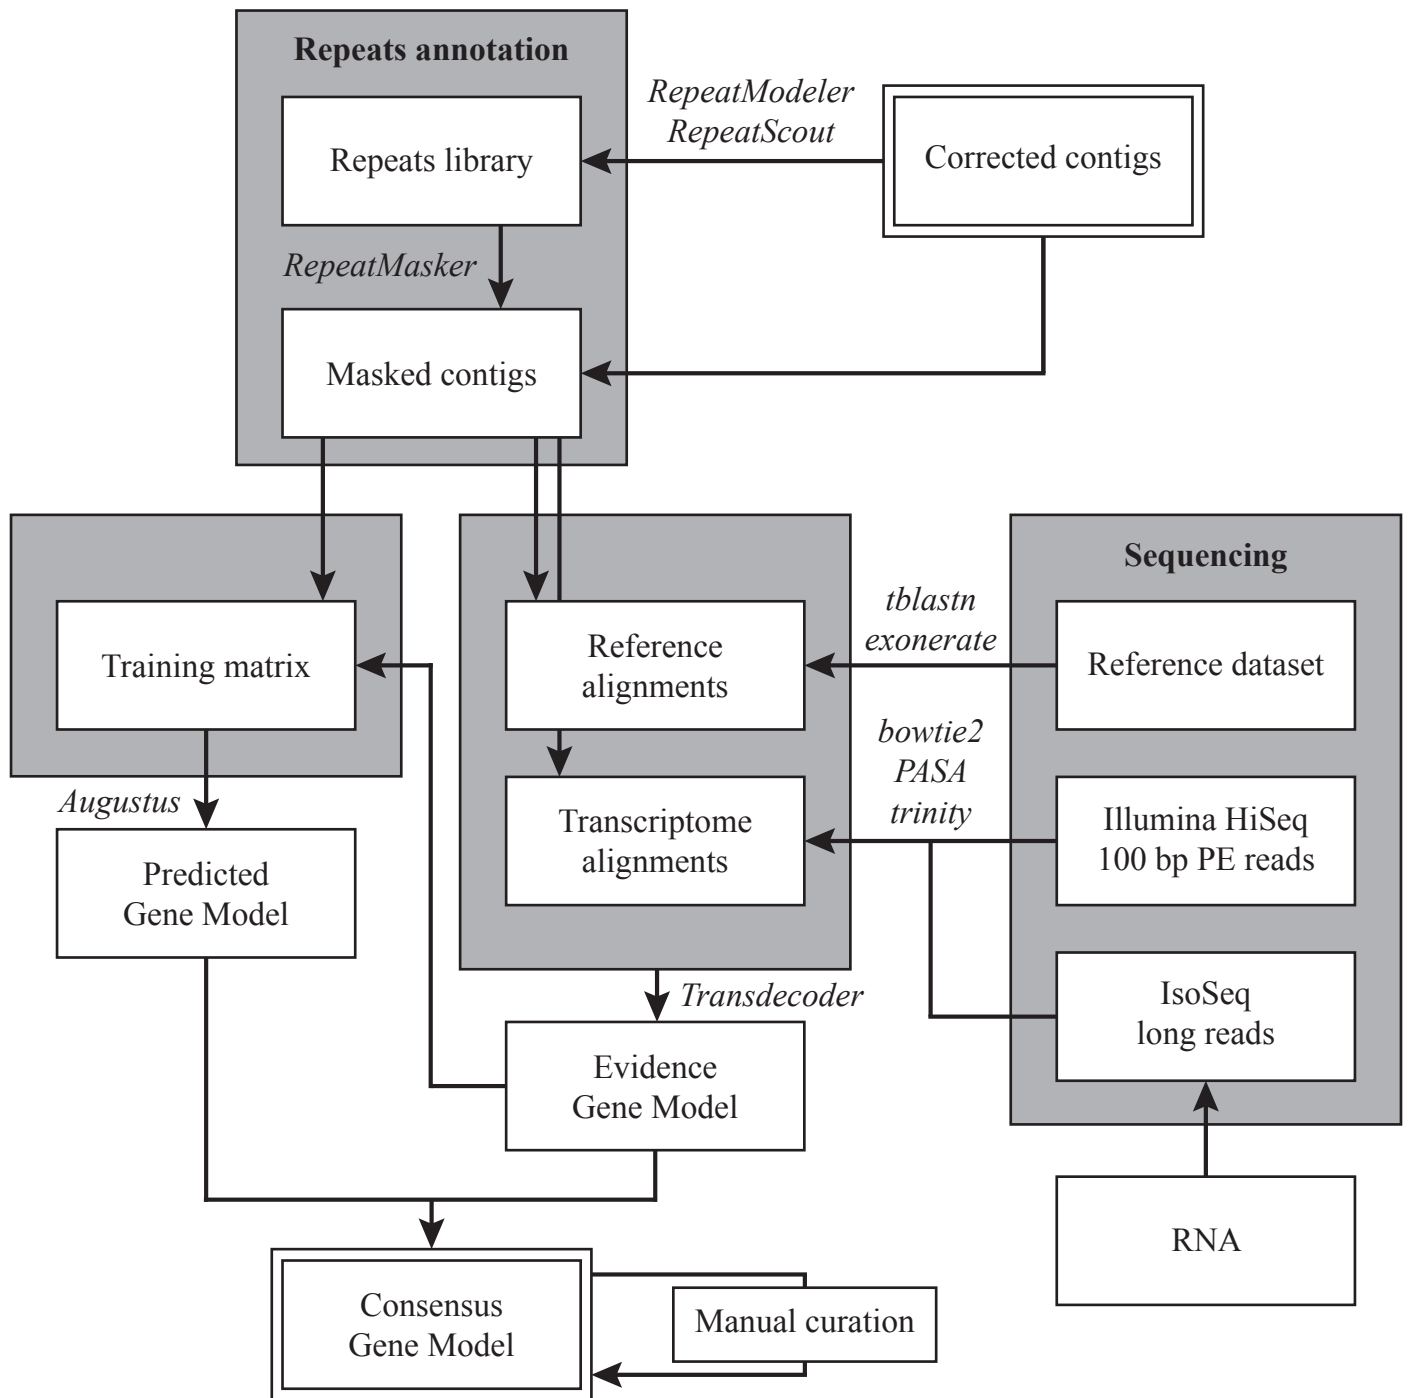 Repeats annotation
RepeatModeler
RepeatScout
Repeats library
Corrected contigs
RepeatMasker
Masked contigs
Sequencing
tblastn
exonerate
Training matrix
Reference
alignments
Reference dataset
bowtie2
PASA
trinity
Augustus
Transcriptome
alignments
Illumina HiSeq
100 bp PE reads
Predicted
Gene Model
Transdecoder
IsoSeq
long reads
Evidence
Gene Model
RNA
Consensus
Gene Model
Manual curation